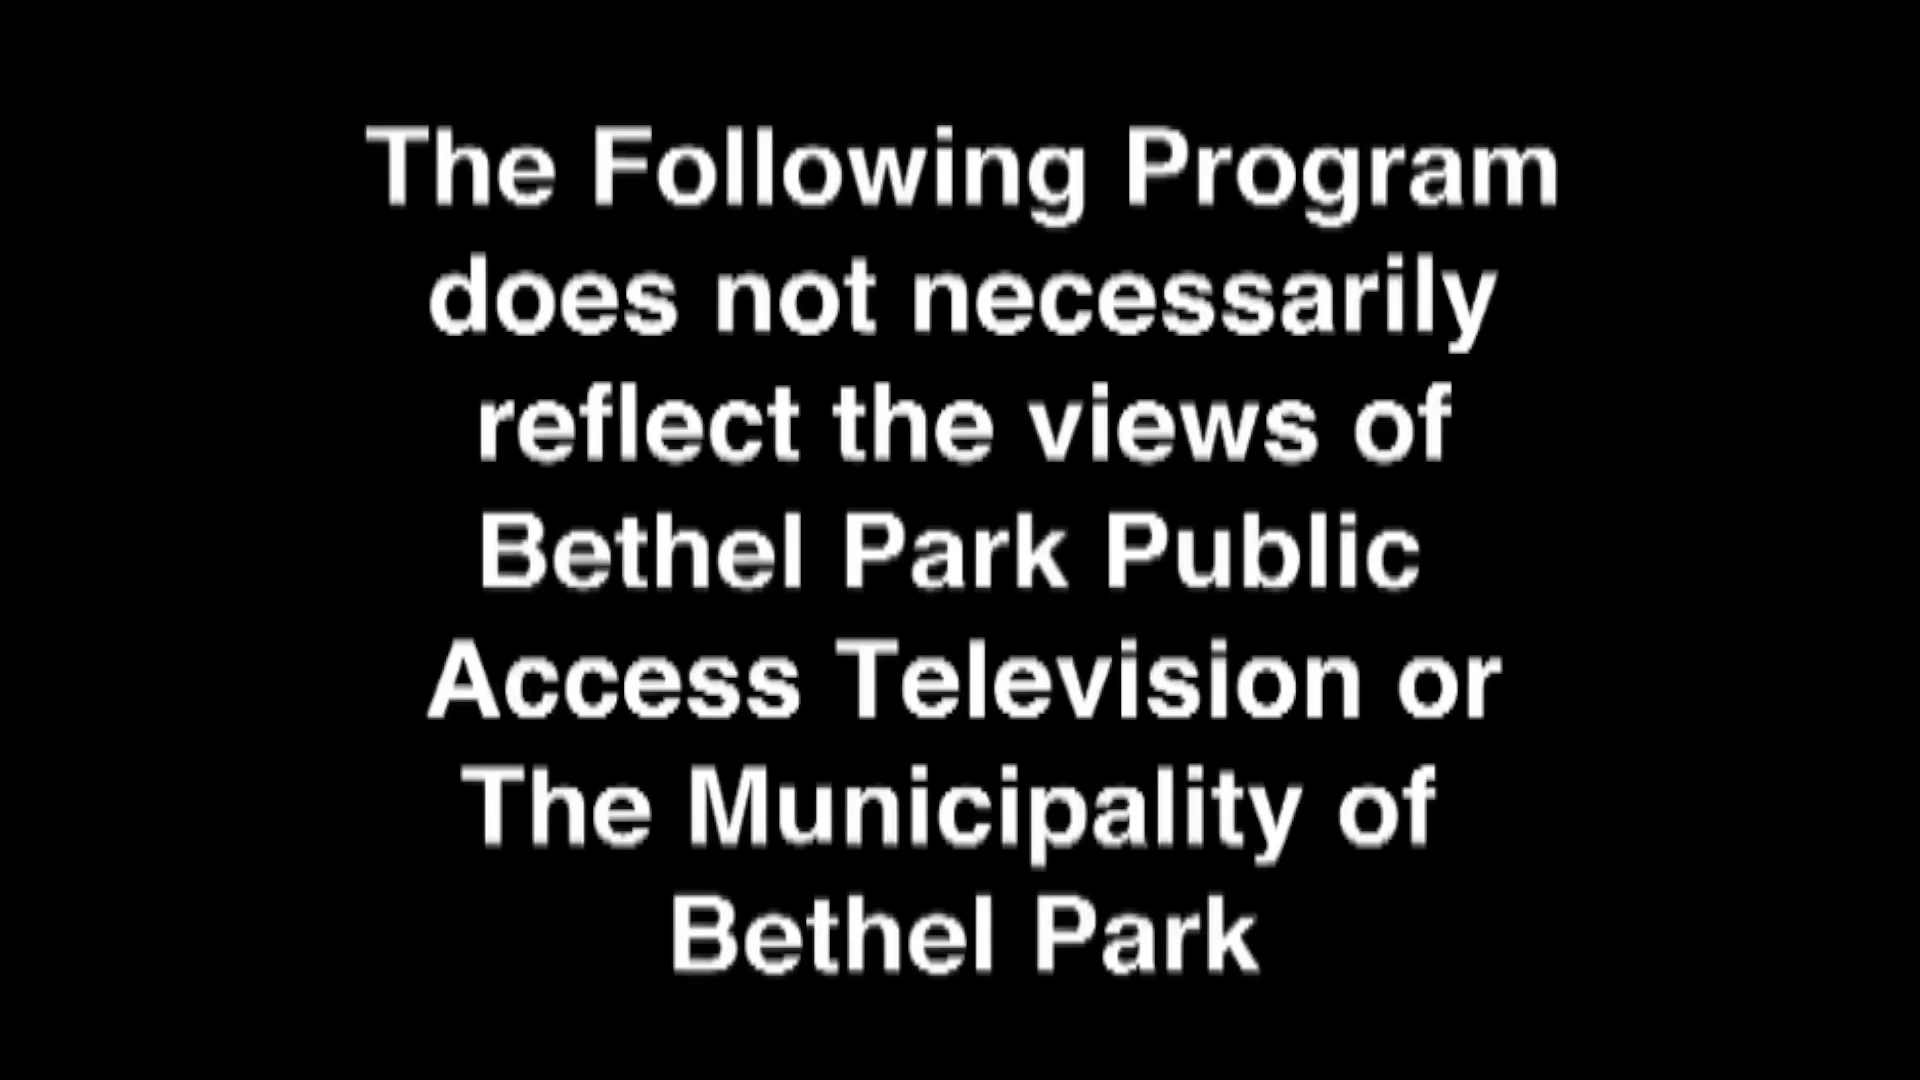 The Following Program
does not necessarily
reflect the views of
Bethel Park Public
Access Television or
The Municipality of
Bethel Park